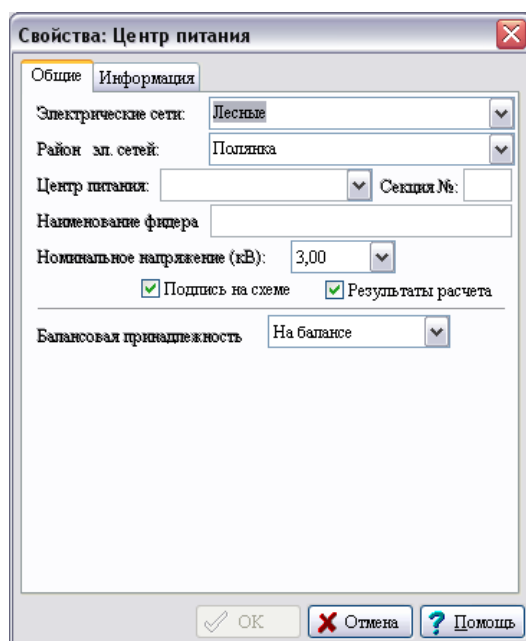 Свойства: Центр питания
Общие Информация
Электрические сети: Лесные
Район эл. сетей: Полянка
Центр питания: Секция №:
Наименование фидера
Номинальное напряжение (кВ): 3,00
Подпись на схеме Результаты расчета
Балансовая принадлежность На балансе
OK Отмена Помощь